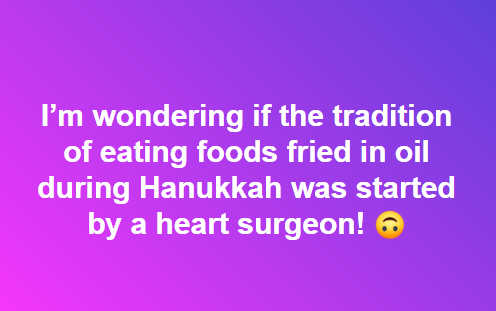 I’m wondering if the tradition
of eating foods fried in oil
during Hanukkah was started
by a heart surgeon! 🙃